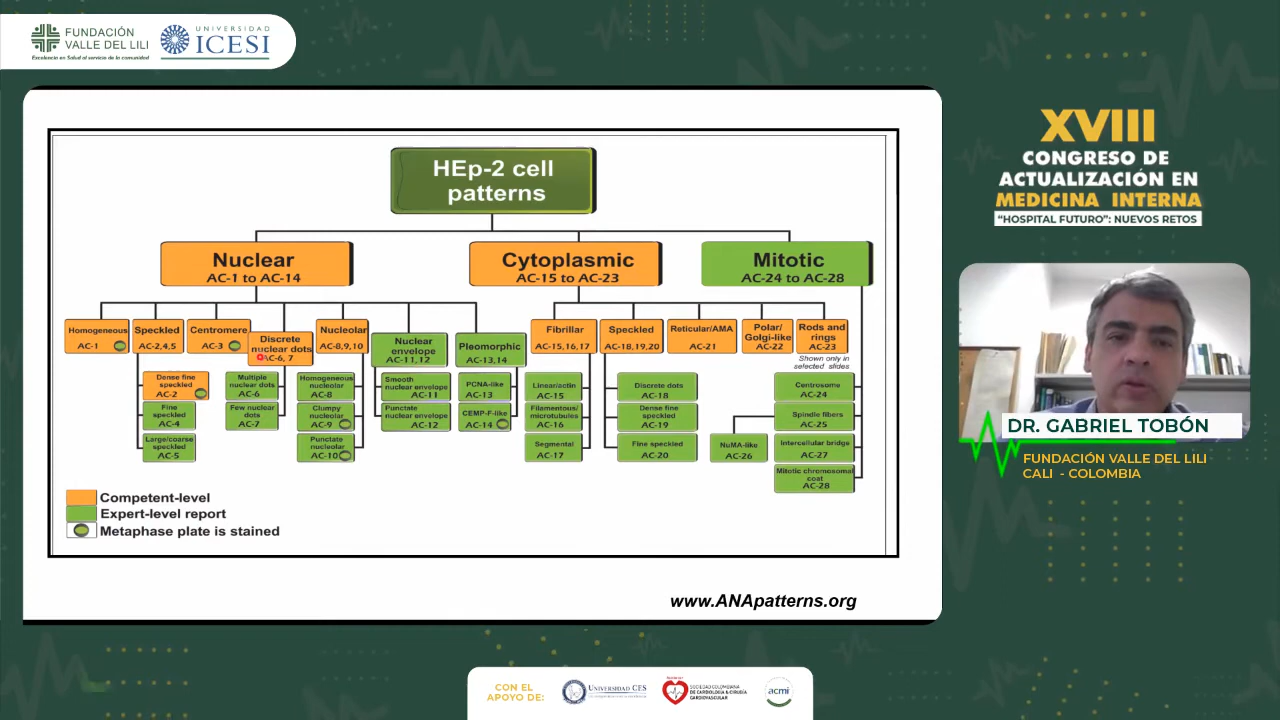 FUNDACIÓN
VALLE DEL LILI
Excelencia en Salud al servicio de la comunidad
UNIVERSIDAD
ICESI
XVIII
CONGRESO DE
ACTUALIZACIÓN EN
MEDICINA INTERNA
“HOSPITAL FUTURO”: NUEVOS RETOS
HEp-2 cell
patterns
Nuclear
AC-1 to AC-14
Cytoplasmic
AC-15 to AC-23
Mitotic
AC-24 to AC-28
Homogeneous
AC-1
Speckled
AC-2,4,5
Centromere
AC-3
Discrete
nuclear dots
AC-6, 7
Nucleolar
AC-8,9,10
Nuclear
envelope
AC-11,12
Pleomorphic
AC-13,14
Fibrillar
AC-15,16,17
Speckled
AC-18,19,20
Reticular/AMA
AC-21
Polar/
Golgi-like
AC-22
Rods and
rings
AC-23
Shown only in
selected slides
Dense fine
speckled
AC-2
Fine
speckled
AC-4
Large/coarse
speckled
AC-5
Multiple
nuclear dots
AC-6
Few nuclear
dots
AC-7
Homogeneous
nucleolar
AC-8
Clumpy
nucleolar
AC-9
Punctate
nucleolar
AC-10
Smooth
nuclear envelope
AC-11
Punctate
nuclear envelope
AC-12
PCNA-like
AC-13
CEMP-F-like
AC-14
Linear/actin
AC-15
Filamentous/
microtubules
AC-16
Segmental
AC-17
Discrete dots
AC-18
Dense fine
speckled
AC-19
Fine speckled
AC-20
NuMA-like
AC-26
Centrosome
AC-24
Spindle fibers
AC-25
Intercellular bridge
AC-27
Mitotic chromosomal
coat
AC-28
Competent-level
Expert-level report
Metaphase plate is stained
www.ANApatterns.org
DR. GABRIEL TOBÓN
FUNDACIÓN VALLE DEL LILI
CALI - COLOMBIA
CON EL
APOYO DE:
UNIVERSIDAD CES
SOCIEDAD COLOMBIANA
DE CARDIOLOGÍA & CIRUGÍA
CARDIOVASCULAR
acmi